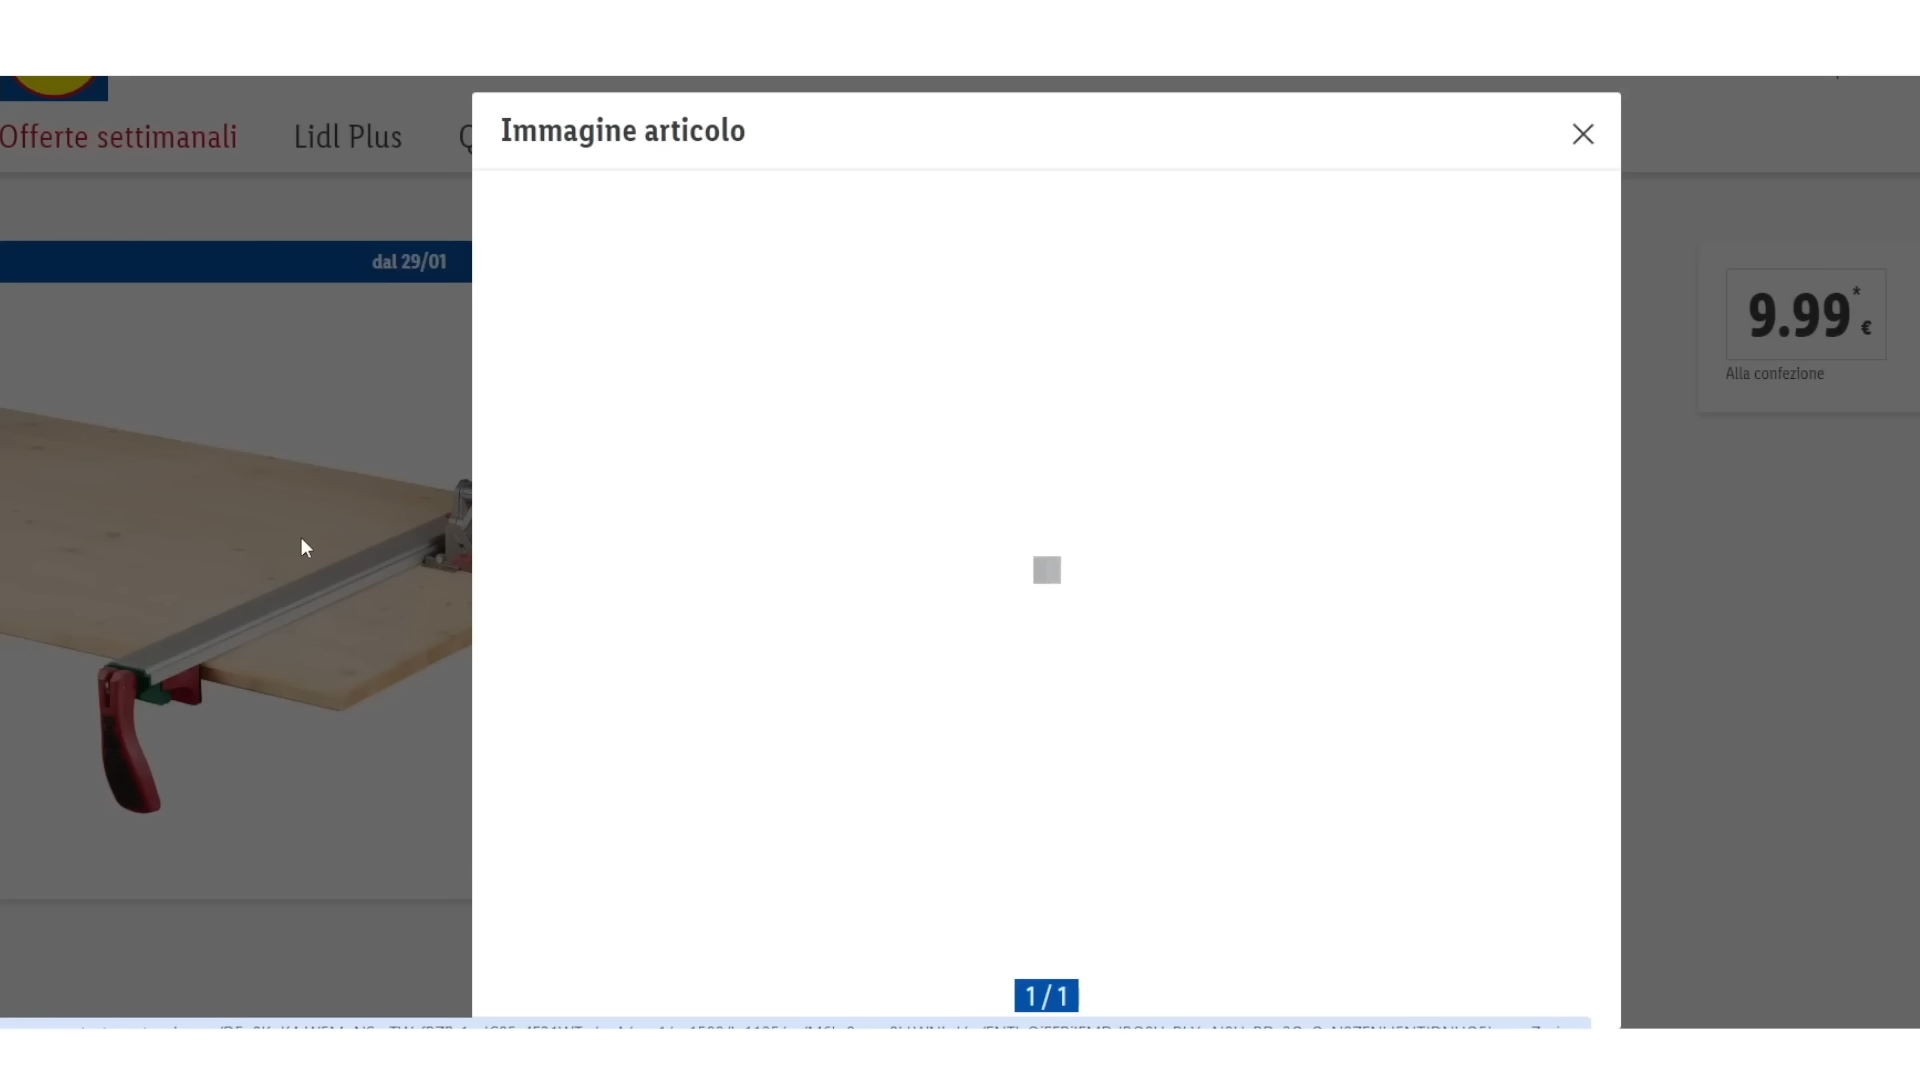 Immagine articolo
Offerte settimanali Lidl Plus
dal 29/01
9.99*
€
Alla confezione
1 / 1